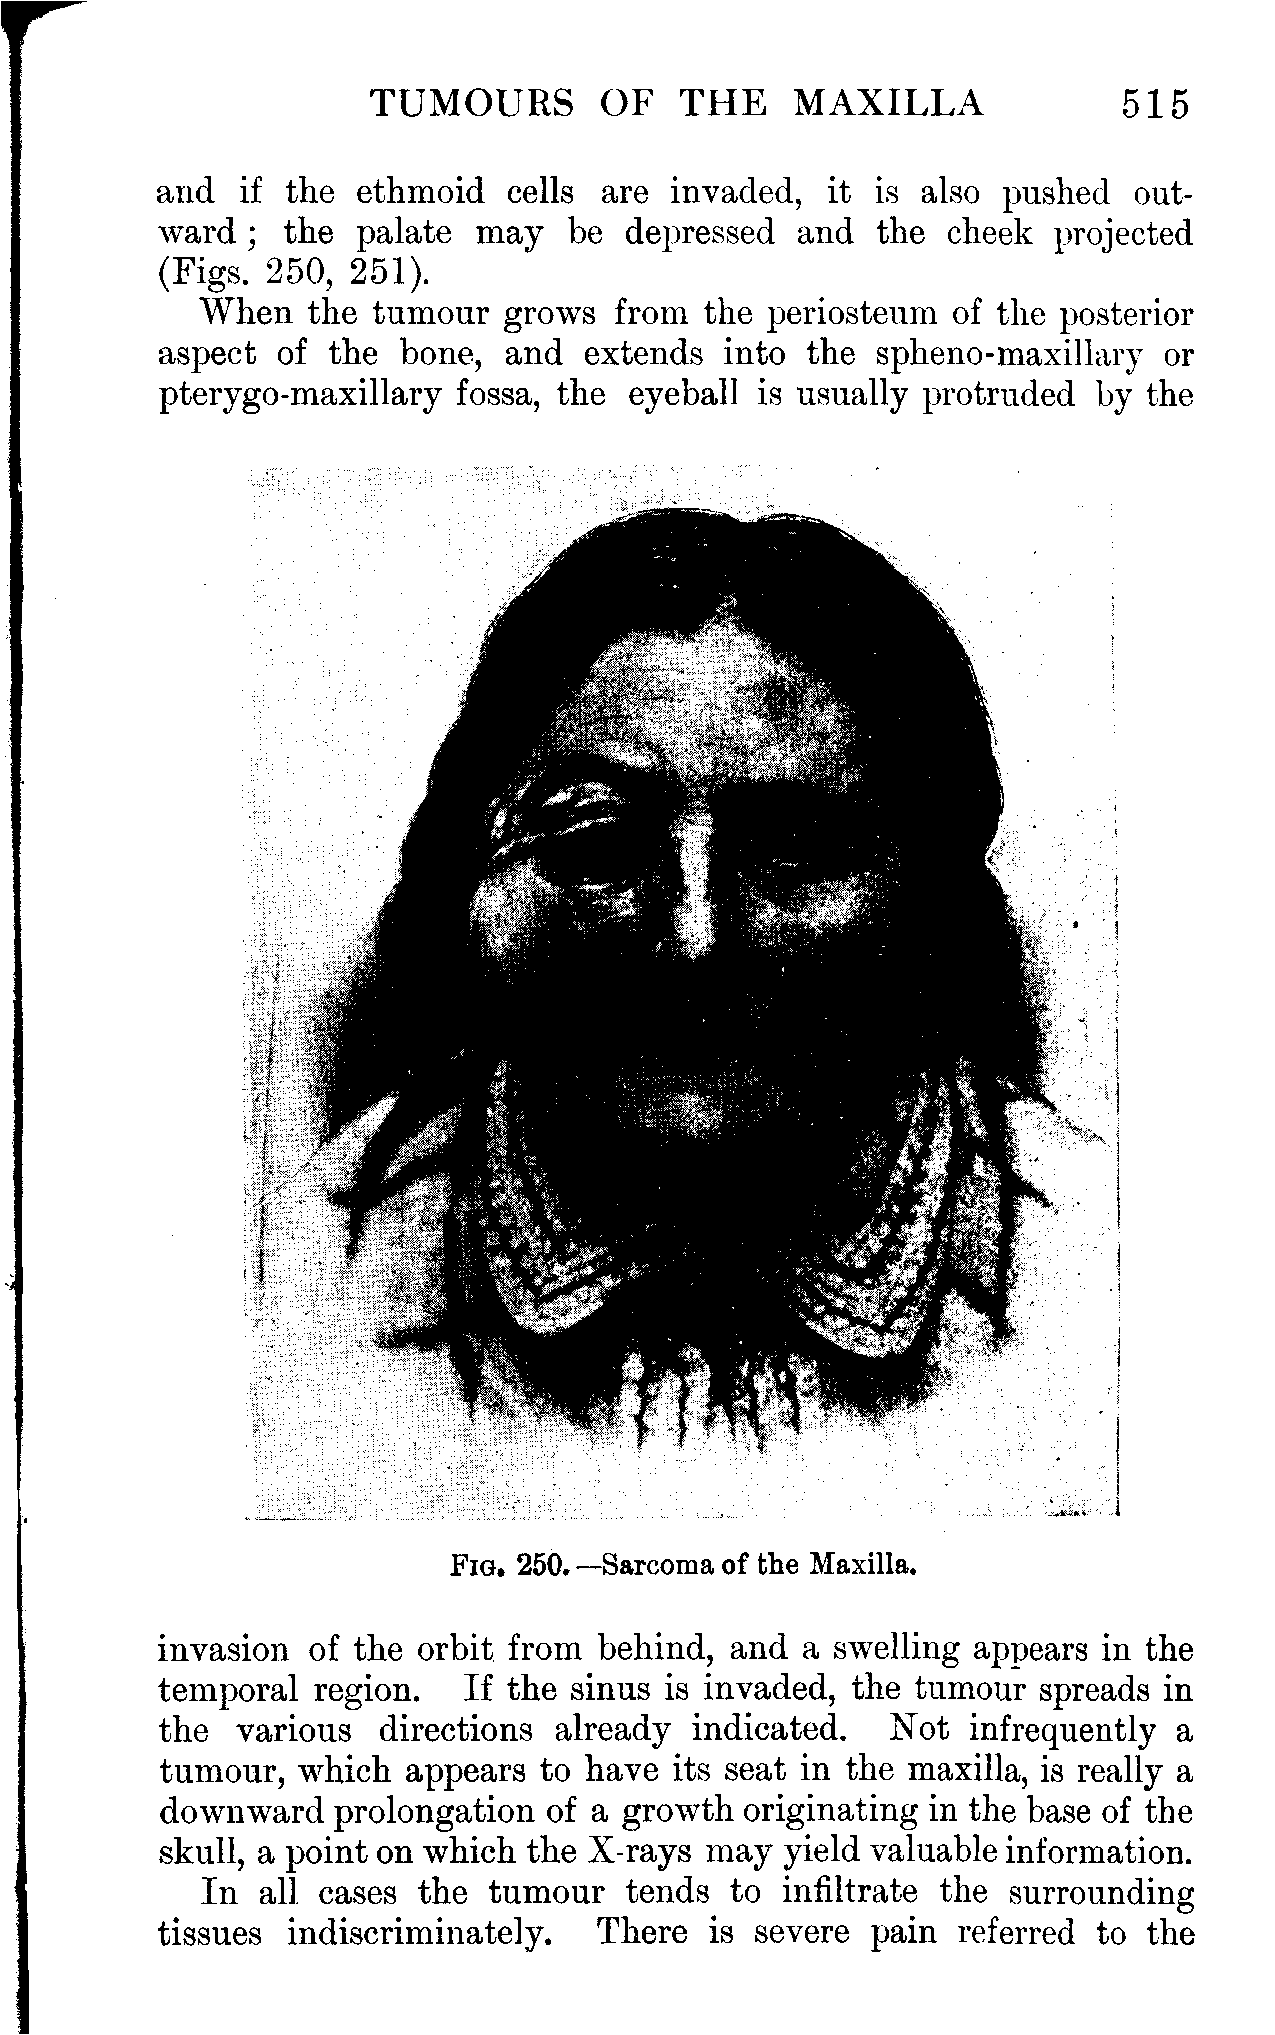 TUMOURS OF THE MAXILLA 515
and if the ethmoid cells are invaded, it is also pushed out-
ward ; the palate may be depressed and the cheek projected
(Figs. 250, 251).
When the tumour grows from the periosteum of the posterior
aspect of the bone, and extends into the spheno-maxillary or
pterygo-maxillary fossa, the eyeball is usually protruded by the
FIG. 250.—Sarcoma of the Maxilla.
invasion of the orbit from behind, and a swelling appears in the
temporal region. If the sinus is invaded, the tumour spreads in
the various directions already indicated. Not infrequently a
tumour, which appears to have its seat in the maxilla, is really a
downward prolongation of a growth originating in the base of the
skull, a point on which the X-rays may yield valuable information.
In all cases the tumour tends to infiltrate the surrounding
tissues indiscriminately. There is severe pain referred to the